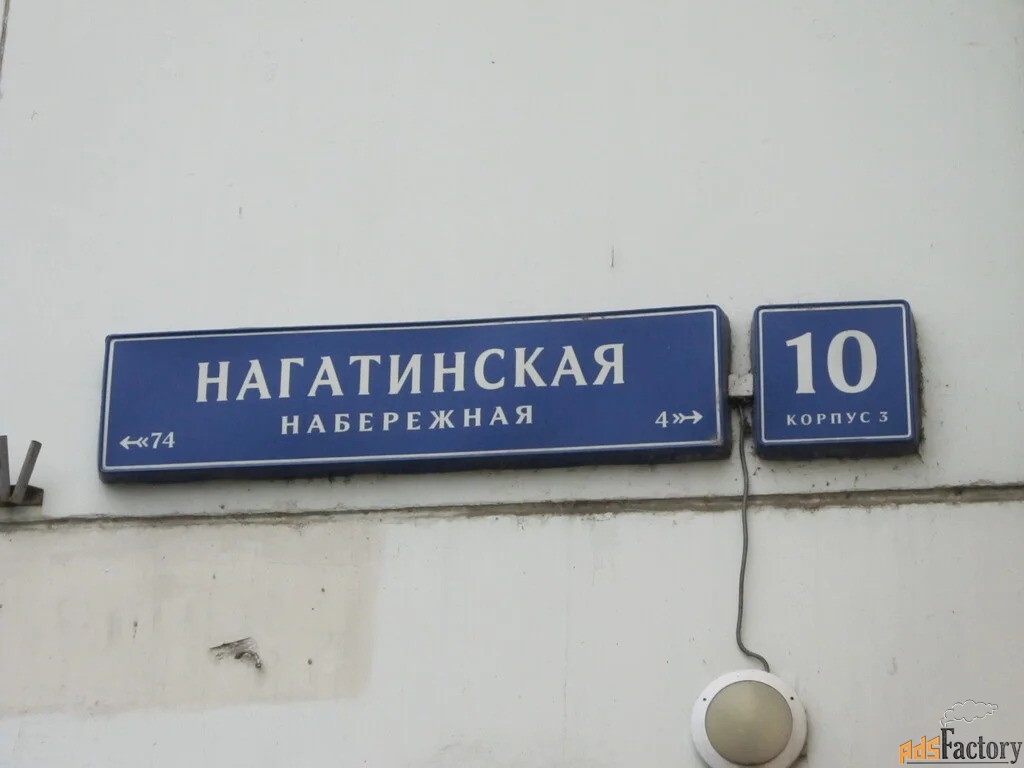 НАГАТИНСКАЯ
НАБЕРЕЖНАЯ
74
4
10
КОРПУС 3
AdsFactory